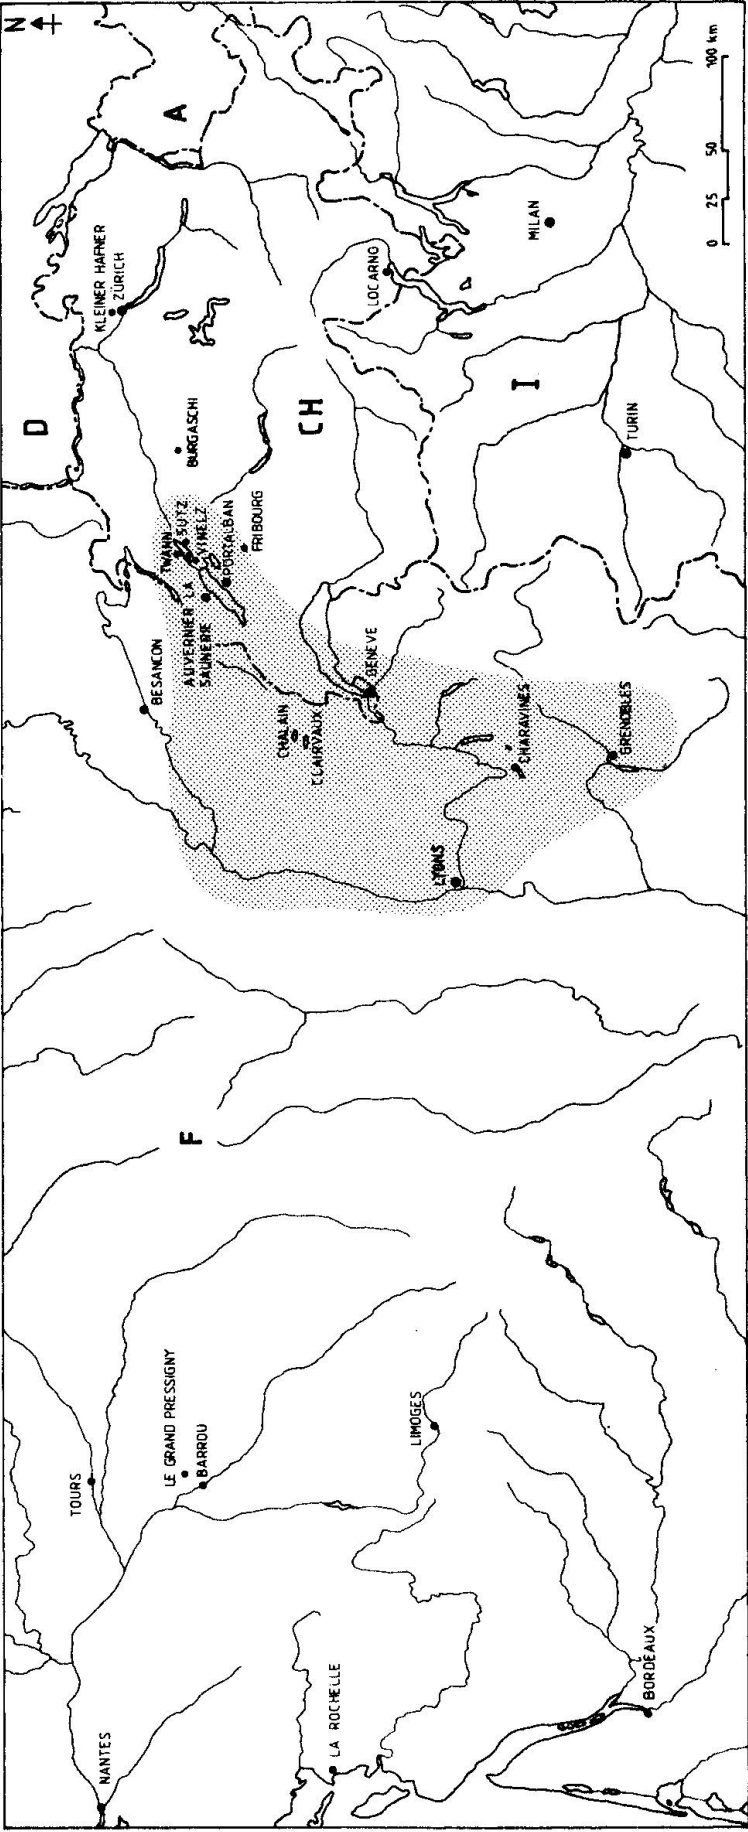 N
D
A
KLEINER HAFNER
ZÜRICH
BURGASCHI
TWANN
SUTZ
VINELZ
PORTALBAN
FRIBOURG
AUVERNIER LA
SAUNERIE
BESANCON
CH
LOCARNO
MILAN
I
TURIN
GENEVE
CHALAIN
CLAIRVAUX
CHARAVINES
GRENOBLES
LYONS
F
TOURS
LE GRAND PRESSIGNY
BARROU
LIMOGES
NANTES
LA ROCHELLE
BORDEAUX
0 25 50 100 km